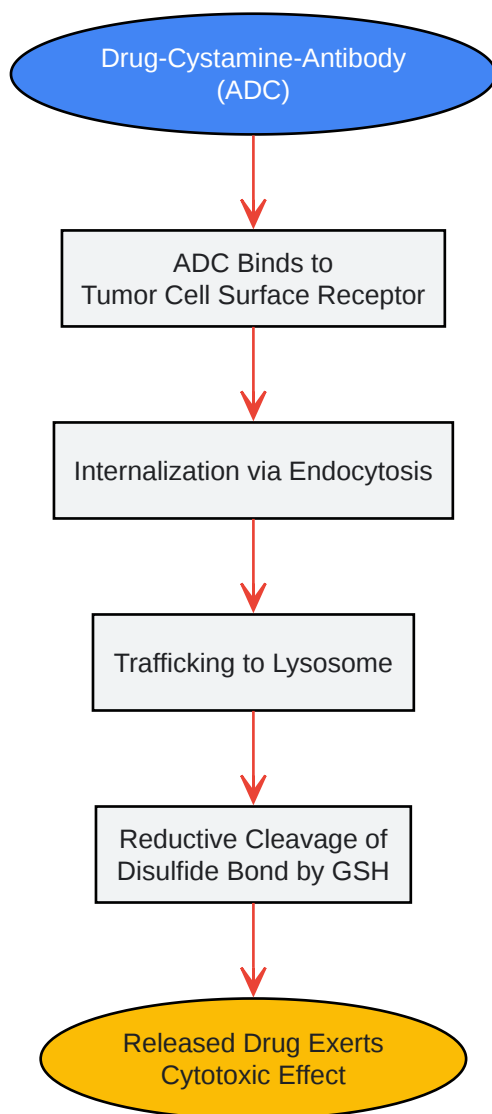 Drug-Cystamine-Antibody
(ADC)
ADC Binds to
Tumor Cell Surface Receptor
Internalization via Endocytosis
Trafficking to Lysosome
Reductive Cleavage of
Disulfide Bond by GSH
Released Drug Exerts
Cytotoxic Effect